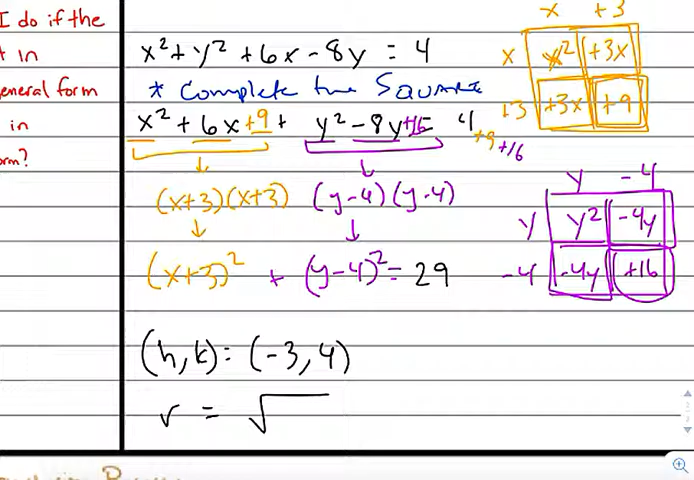 I do if the
in
general form
in
rm?
x² + y² + 6x - 8y = 4
* Complete the Square
x² + 6x + 9 + y² - 8y + 16 = 4 + 9 + 16
(x+3)(x+3) (y-4)(y-4)
(x+3)² + (y-4)² = 29
(h,k) = (-3, 4)
r = √
x +3
x x² +3x
+3 +3x +9
y -4
y y² -4y
-4 -4y +16